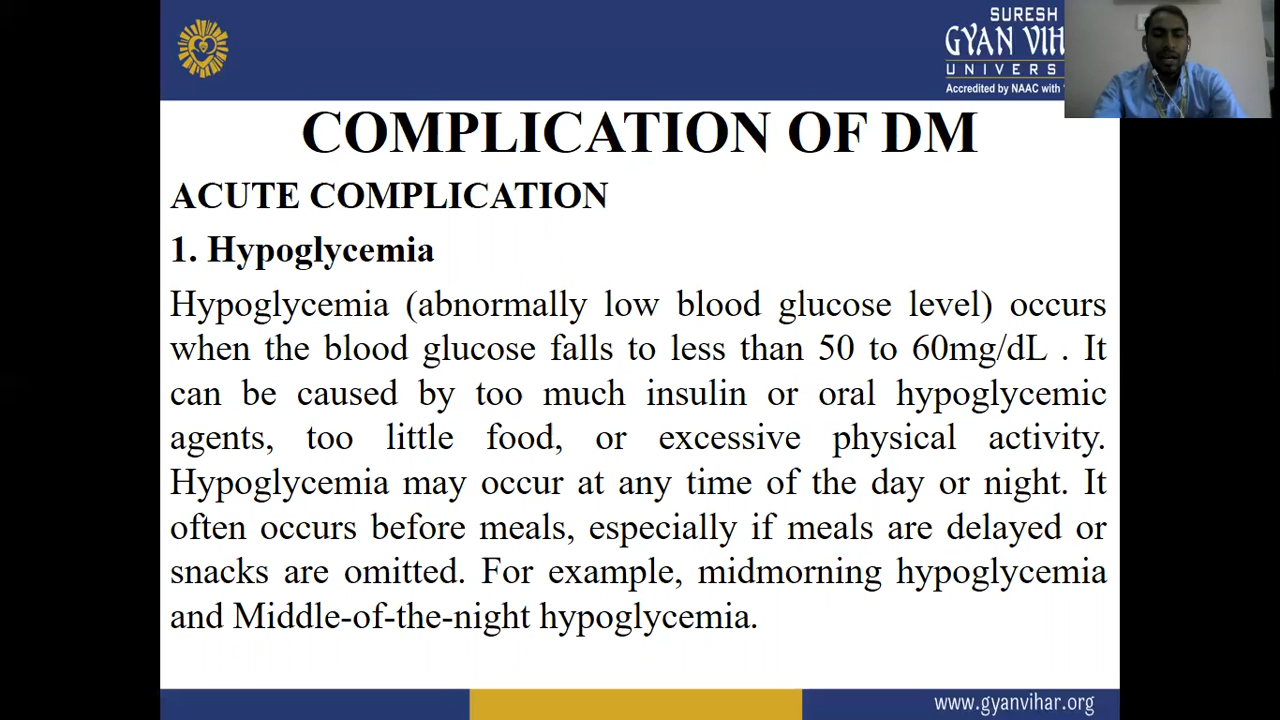 SURESH
GYAN VIH
UNIVERS
Accredited by NAAC with
COMPLICATION OF DM
ACUTE COMPLICATION
1. Hypoglycemia
Hypoglycemia (abnormally low blood glucose level) occurs
when the blood glucose falls to less than 50 to 60mg/dL . It
can be caused by too much insulin or oral hypoglycemic
agents, too little food, or excessive physical activity.
Hypoglycemia may occur at any time of the day or night. It
often occurs before meals, especially if meals are delayed or
snacks are omitted. For example, midmorning hypoglycemia
and Middle-of-the-night hypoglycemia.
www.gyanvihar.org